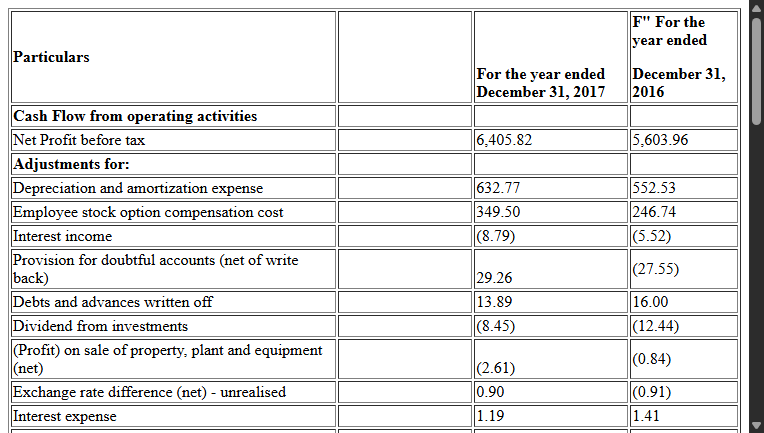 Particulars For the year ended December 31, 2017 F" For the year ended December 31, 2016
Cash Flow from operating activities
Net Profit before tax 6,405.82 5,603.96
Adjustments for:
Depreciation and amortization expense 632.77 552.53
Employee stock option compensation cost 349.50 246.74
Interest income (8.79) (5.52)
Provision for doubtful accounts (net of write back) 29.26 (27.55)
Debts and advances written off 13.89 16.00
Dividend from investments (8.45) (12.44)
(Profit) on sale of property, plant and equipment (net) (2.61) (0.84)
Exchange rate difference (net) - unrealised 0.90 (0.91)
Interest expense 1.19 1.41